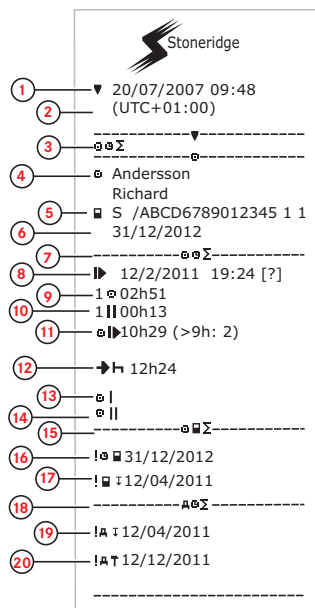 Stoneridge
1 ▼ 20/07/2007 09:48
2 (UTC+01:00)
--------------▼--------------
3 Σ
4 Andersson
Richard
5 S /ABCD6789012345 1 1
6 31/12/2012
7 Σ
8 12/2/2011 19:24 [?]
9 1 02h51
10 1 00h13
11 10h29 (>9h: 2)
12 12h24
13
14
15 Σ
16 ! 31/12/2012
17 ! 12/04/2011
18 Σ
19 ! 12/04/2011
20 ! 12/12/2011